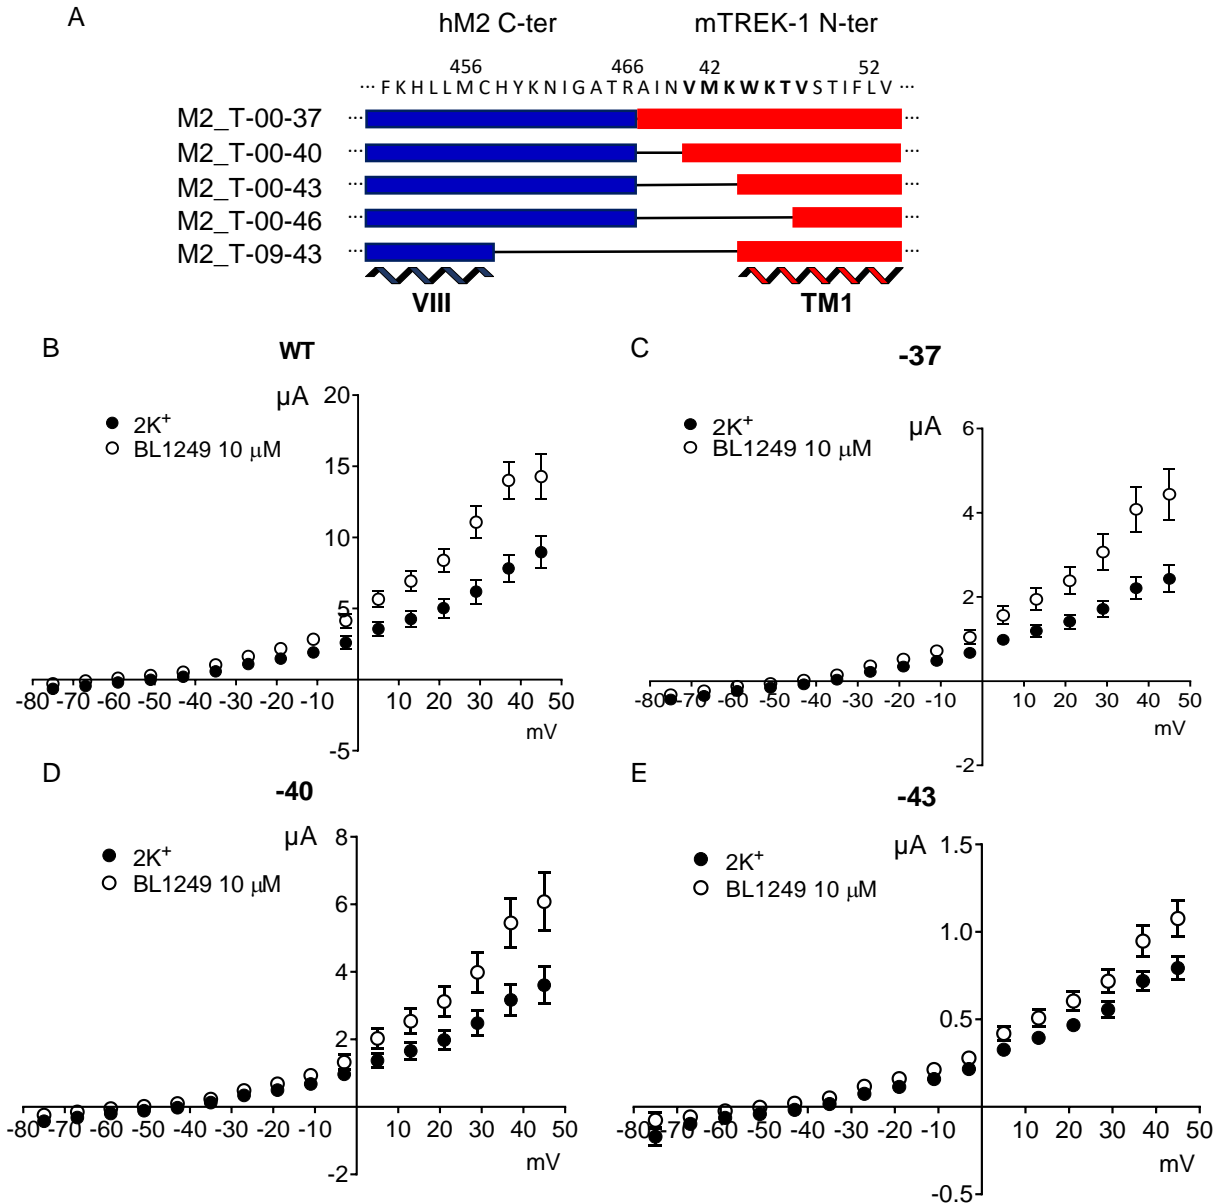 A
hM2 C-ter mTREK-1 N-ter
456 466 42 52
··· F K H L L M C H Y K N I G A T R A I N V M K W K T V S T I F L V ···
M2_T-00-37 ··· ···
M2_T-00-40 ··· ···
M2_T-00-43 ··· ···
M2_T-00-46 ··· ···
M2_T-09-43 ··· ···
VIII TM1
B
WT
µA
2K⁺
BL1249 10 µM
20
15
10
5
-5
-80 -70 -60 -50 -40 -30 -20 -10 10 20 30 40 50
mV
C
-37
µA
2K⁺
BL1249 10 µM
6
4
2
-2
-80 -70 -60 -50 -40 -30 -20 -10 10 20 30 40 50
mV
D
-40
µA
2K⁺
BL1249 10 µM
8
6
4
2
-2
-80 -70 -60 -50 -40 -30 -20 -10 10 20 30 40 50
mV
E
-43
µA
2K⁺
BL1249 10 µM
1.5
1.0
0.5
-0.5
-80 -70 -60 -50 -40 -30 -20 -10 10 20 30 40 50
mV